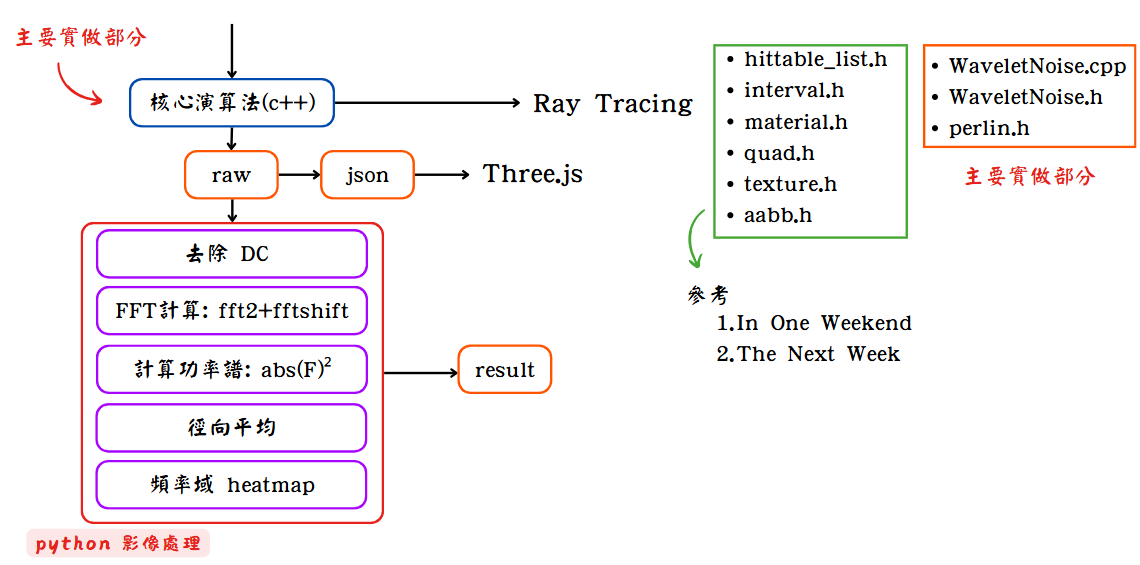 主要實做部分
核心演算法(c++)
Ray Tracing
raw
json
Three.js
去除 DC
FFT計算: fft2+fftshift
計算功率譜: abs(F)²
徑向平均
頻率域 heatmap
result
python 影像處理
• hittable_list.h
• interval.h
• material.h
• quad.h
• texture.h
• aabb.h
參考
1.In One Weekend
2.The Next Week
• WaveletNoise.cpp
• WaveletNoise.h
• perlin.h
主要實做部分